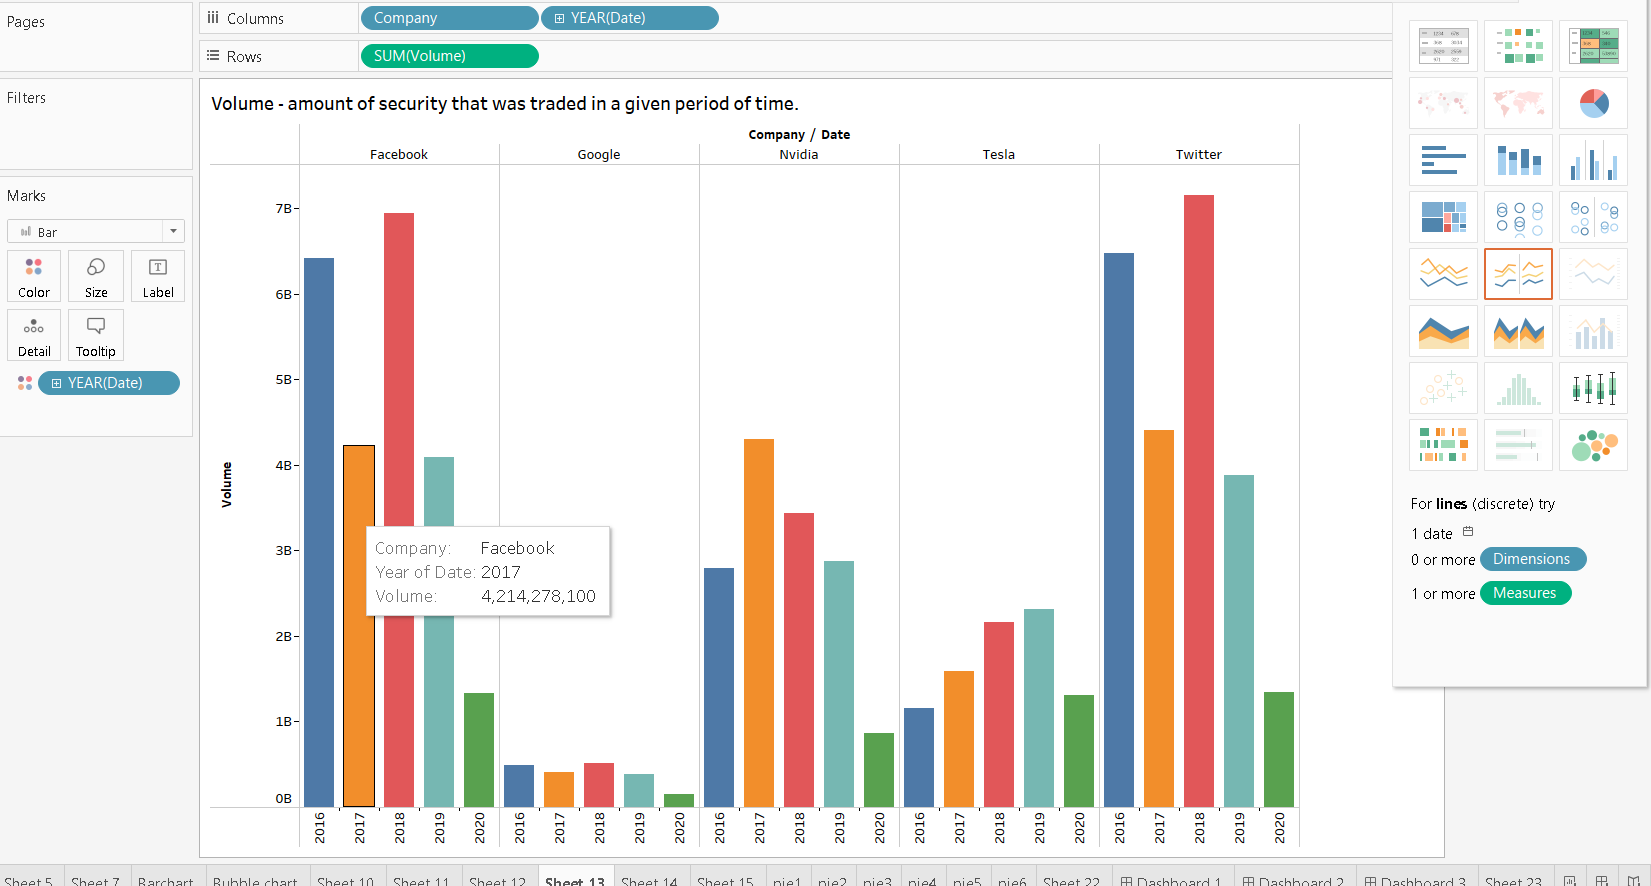 Pages
Columns
Company
YEAR(Date)
Rows
SUM(Volume)
Filters
Marks
Bar
Color
Size
Label
Detail
Tooltip
YEAR(Date)
Volume - amount of security that was traded in a given period of time.
Company / Date
Facebook
Google
Nvidia
Tesla
Twitter
Volume
7B
6B
5B
4B
3B
2B
1B
0B
Company: Facebook
Year of Date: 2017
Volume: 4,214,278,100
2016 2017 2018 2019 2020
2016 2017 2018 2019 2020
2016 2017 2018 2019 2020
2016 2017 2018 2019 2020
2016 2017 2018 2019 2020
For lines (discrete) try
1 date
0 or more Dimensions
1 or more Measures
Sheet 5
Sheet 7
Barchart
Bubble chart
Sheet 10
Sheet 11
Sheet 12
Sheet 13
Sheet 14
Sheet 15
pie1
pie2
pie3
pie4
pie5
pie6
Sheet 22
Dashboard 1
Dashboard 2
Dashboard 3
Sheet 23